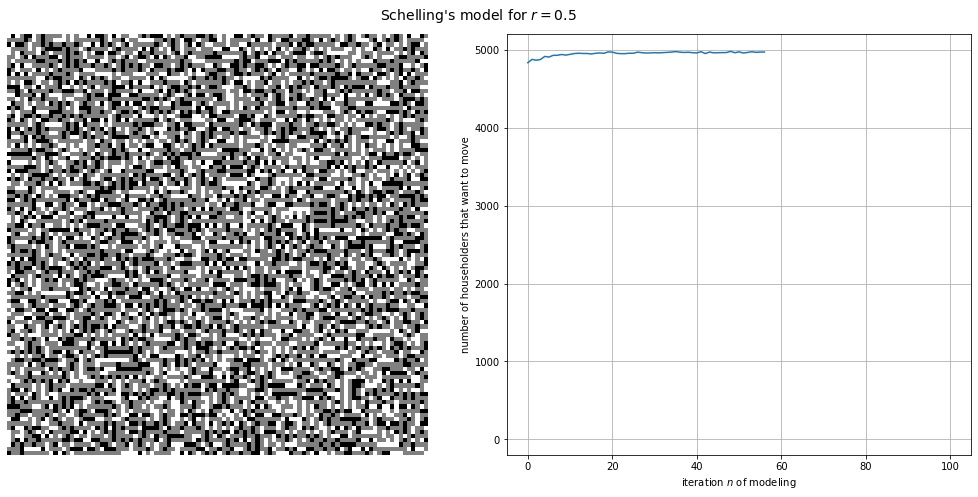 Schelling's model for r = 0.5
number of householders that want to move
5000
4000
3000
2000
1000
0
0 20 40 60 80 100
iteration n of modeling